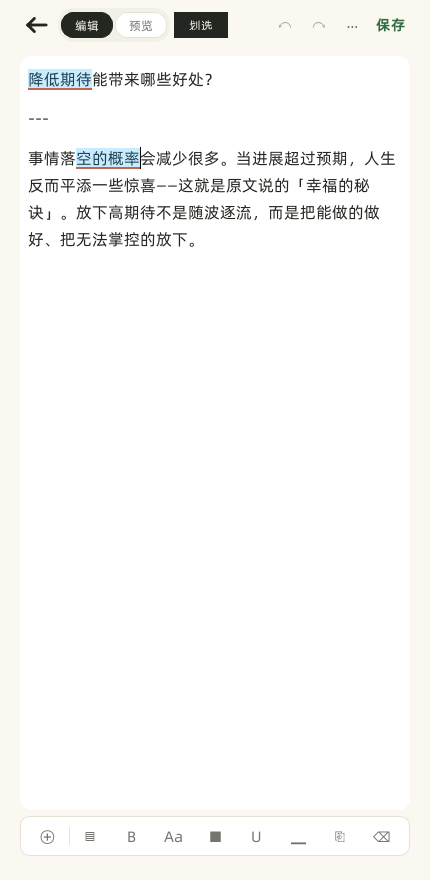 编辑 预览 划选 ... 保存
降低期待能带来哪些好处？
---
事情落空的概率会减少很多。当进展超过预期，人生
反而平添一些惊喜——这就是原文说的「幸福的秘
诀」。放下高期待不是随波逐流，而是把能做的做
好、把无法掌控的放下。
B Aa U